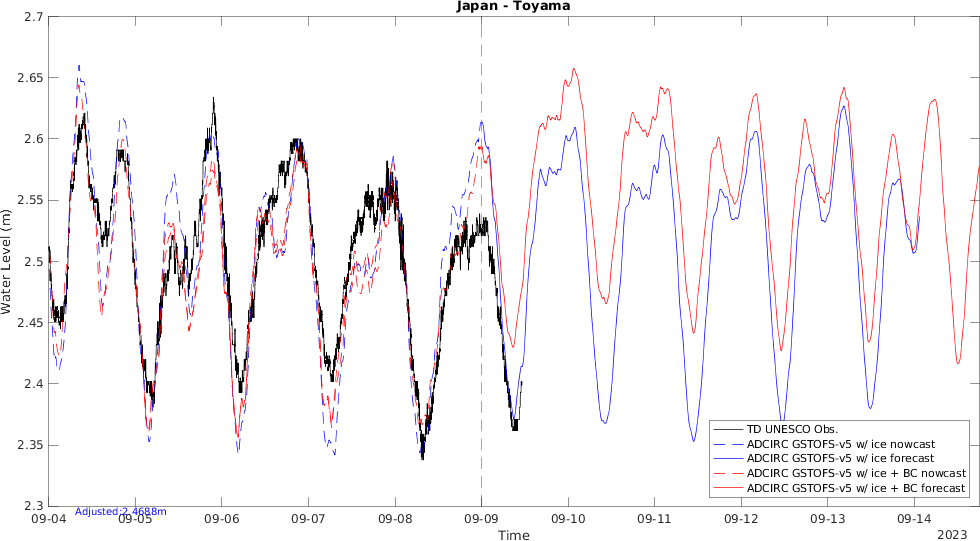 Japan - Toyama
2.7
2.65
2.6
2.55
2.5
2.45
2.4
2.35
2.3
Water Level (m)
TD UNESCO Obs.
ADCIRC GSTOFS-v5 w/ ice nowcast
ADCIRC GSTOFS-v5 w/ ice forecast
ADCIRC GSTOFS-v5 w/ ice + BC nowcast
ADCIRC GSTOFS-v5 w/ ice + BC forecast
Adjusted:2.4688m
09-04 09-05 09-06 09-07 09-08 09-09 09-10 09-11 09-12 09-13 09-14
Time
2023